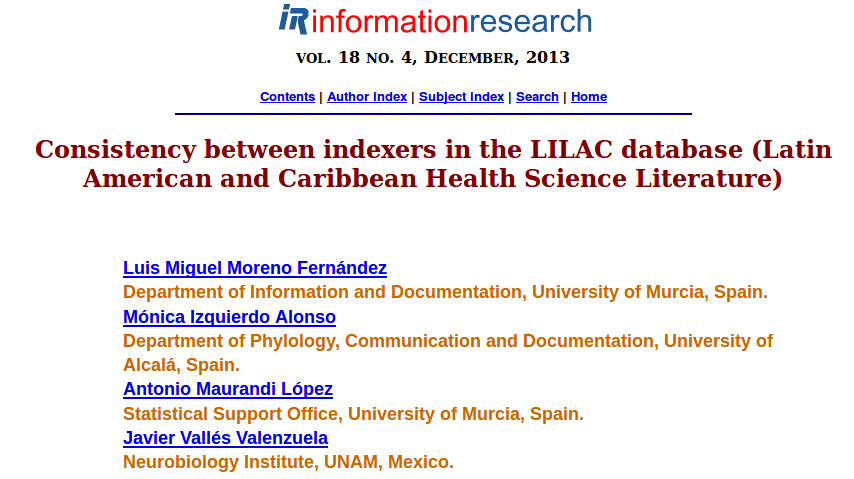 iR informationresearch
VOL. 18 NO. 4, DECEMBER, 2013
Contents | Author index | Subject index | Search | Home
Consistency between indexers in the LILAC database (Latin
American and Caribbean Health Science Literature)
Luis Miguel Moreno Fernández
Department of Information and Documentation, University of Murcia, Spain.
Mónica Izquierdo Alonso
Department of Phylology, Communication and Documentation, University of
Alcalá, Spain.
Antonio Maurandi López
Statistical Support Office, University of Murcia, Spain.
Javier Vallés Valenzuela
Neurobiology Institute, UNAM, Mexico.